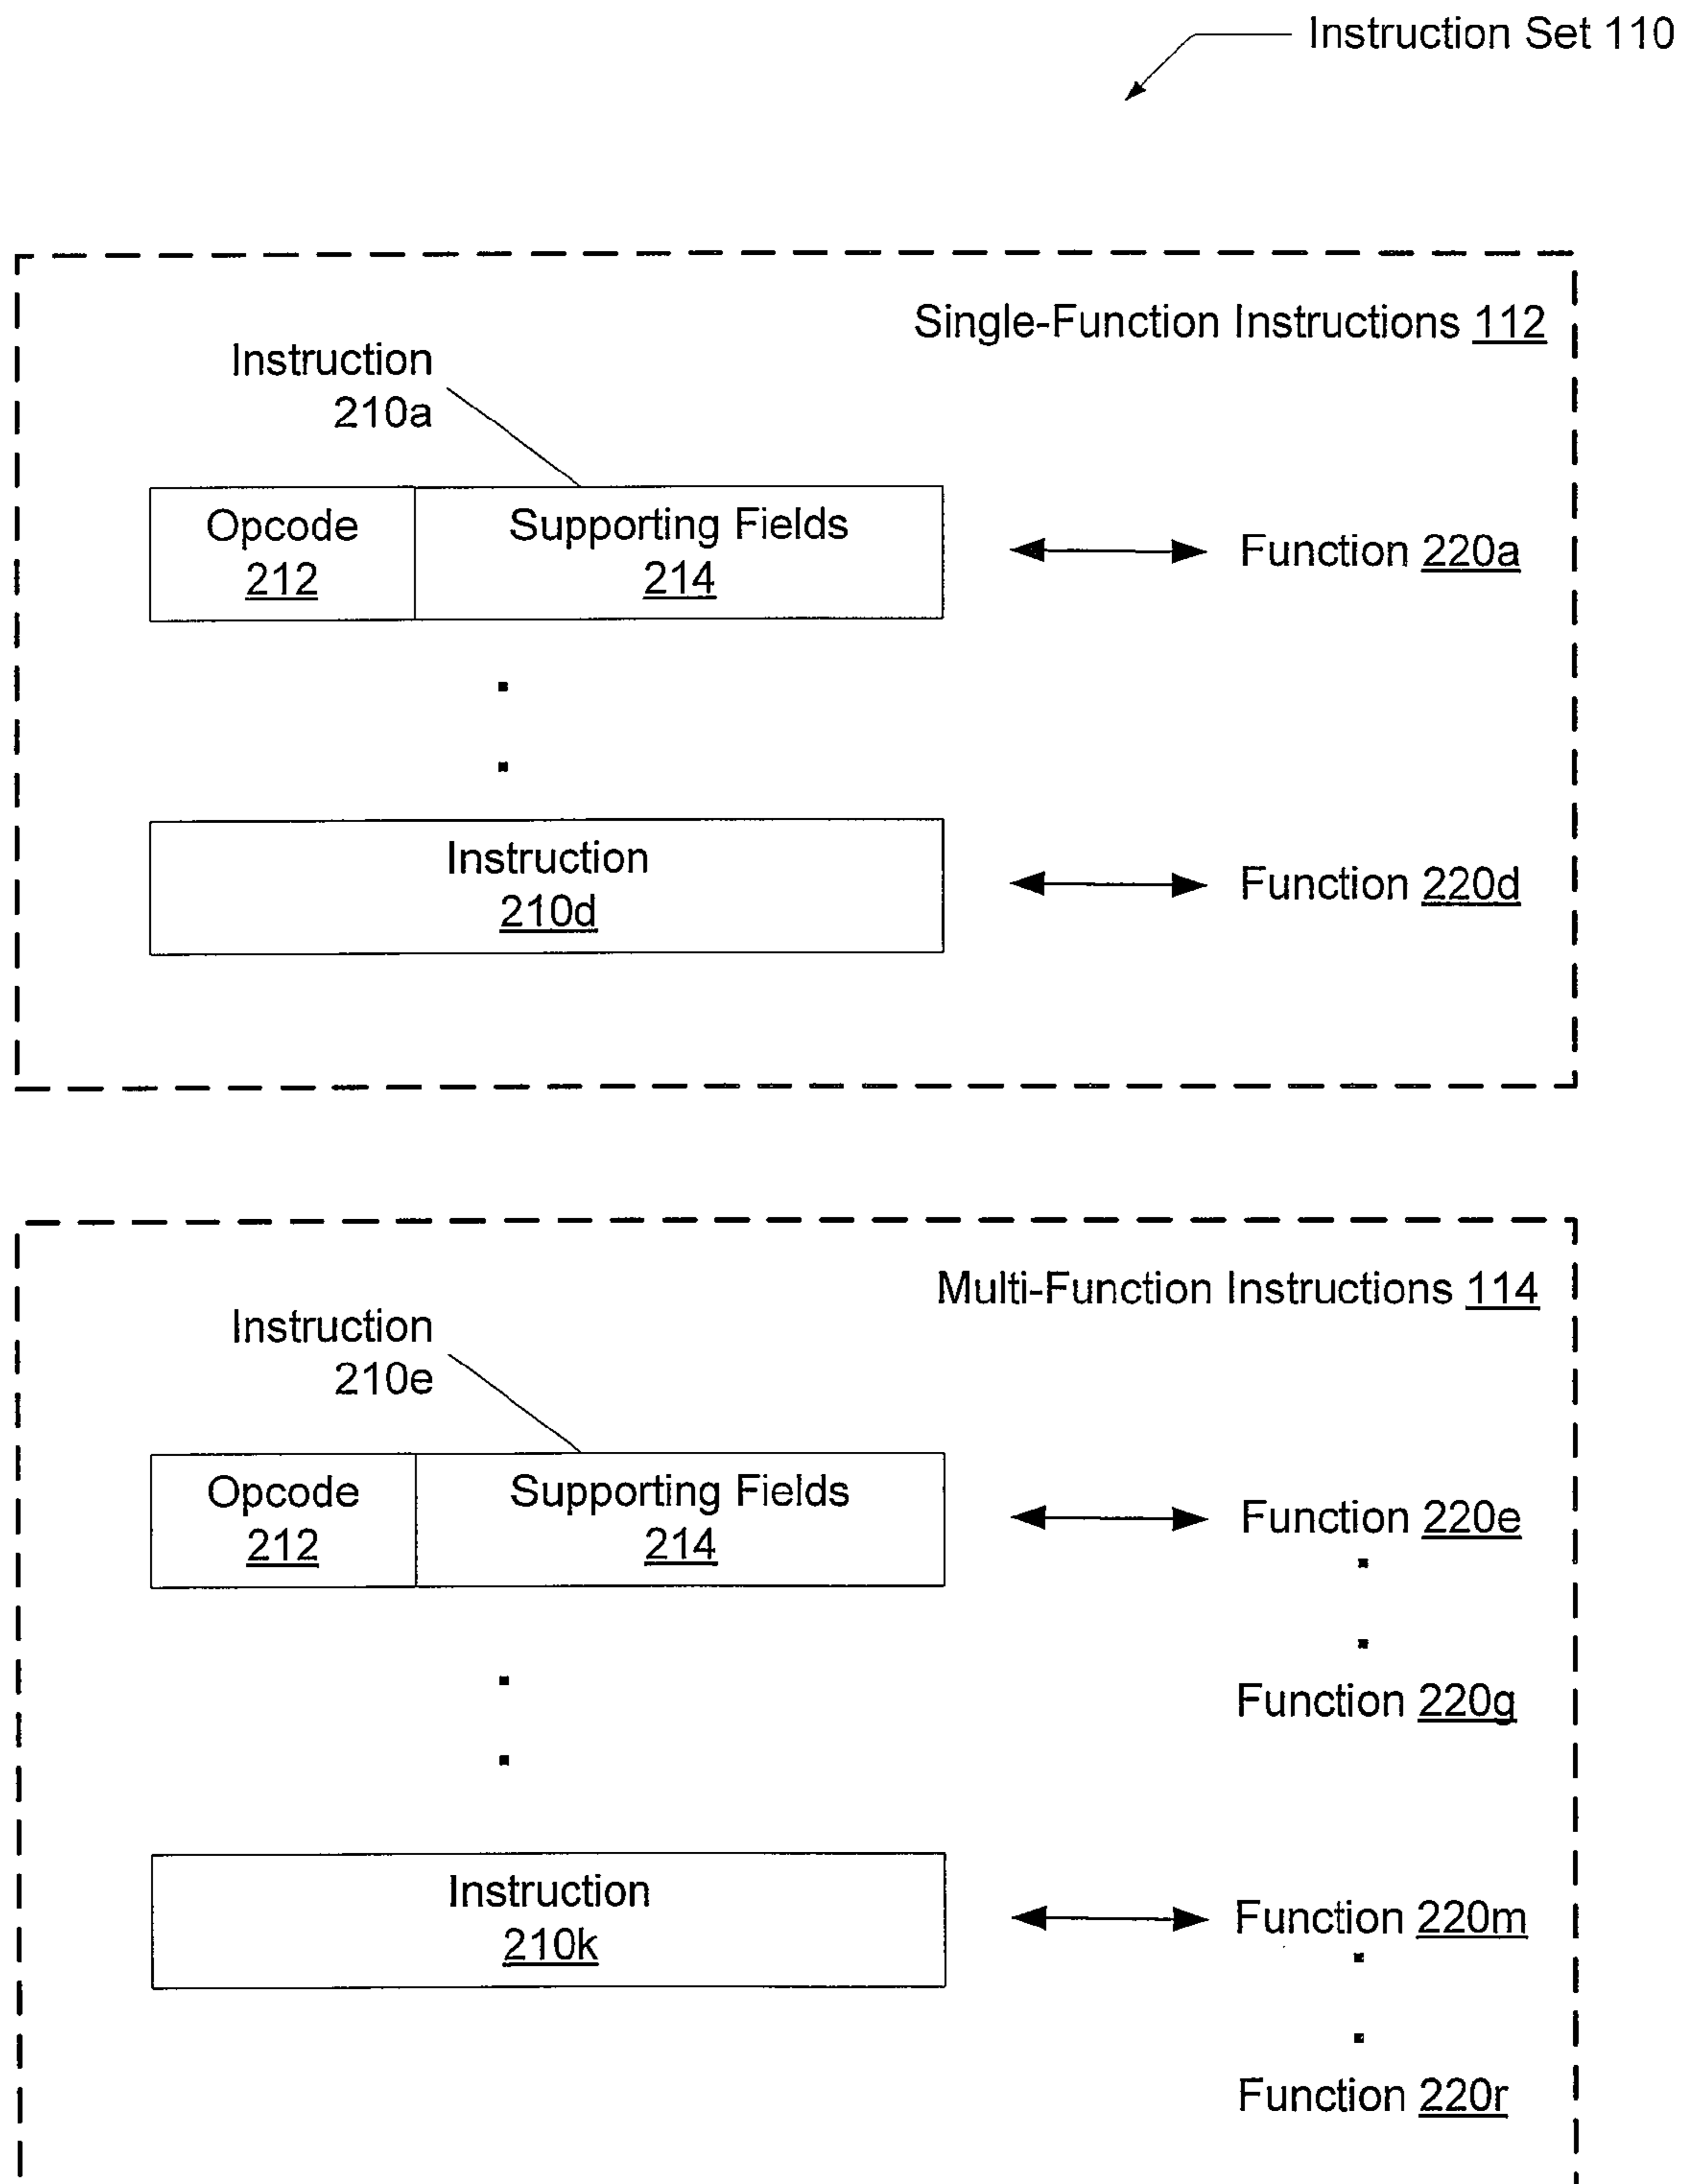 Instruction Set 110
Single-Function Instructions 112
Instruction
210a
Opcode
212
Supporting Fields
214
Function 220a
Instruction
210d
Function 220d
Multi-Function Instructions 114
Instruction
210e
Opcode
212
Supporting Fields
214
Function 220e
Function 220g
Instruction
210k
Function 220m
Function 220r